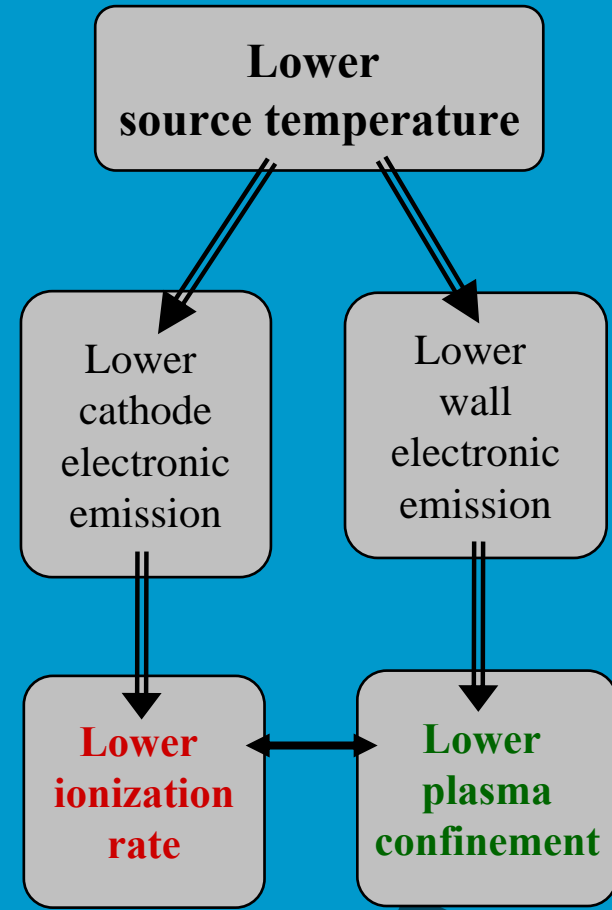 Lower
source temperature
Lower
cathode
electronic
emission
Lower
wall
electronic
emission
Lower
ionization
rate
Lower
plasma
confinement